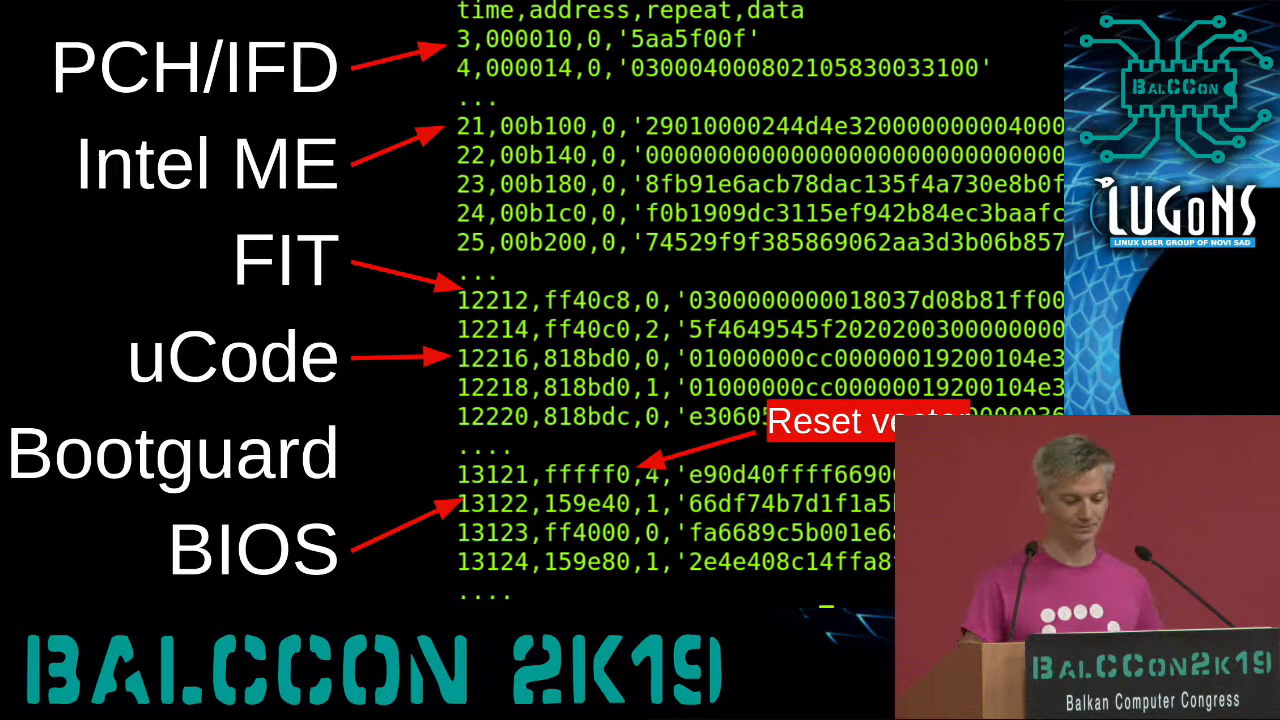 time,address,repeat,data
PCH/IFD
3,000010,0,'5aa5f00f'
4,000014,0,'030004000802105830033100'
...
Intel ME
21,00b100,0,'29010000244d4e320000000004000
22,00b140,0,'00000000000000000000000000000
23,00b180,0,'8fb91e6acb78dac135f4a730e8b0f
24,00b1c0,0,'f0b1909dc3115ef942b84ec3baafc
25,00b200,0,'74529f9f385869062aa3d3b06b857
...
FIT
12212,ff40c8,0,'0300000000018037d08b81ff00
12214,ff40c0,2,'5f4649545f2020200300000000
uCode
12216,818bd0,0,'01000000cc00000019200104e3
12218,818bd0,1,'01000000cc00000019200104e3
12220,818bdc,0,'e3060
Reset vector
....
Bootguard
13121,fffff0,4,'e90d40ffff6690
BIOS
13122,159e40,1,'66df74b7d1f1a5
13123,ff4000,0,'fa6689c5b001e6
13124,159e80,1,'2e4e408c14ffa8
....
BALCCON 2K19
BALCCON
LUGoNS
LINUX USER GROUP OF NOVI SAD
BALCCON2K19
Balkan Computer Congress